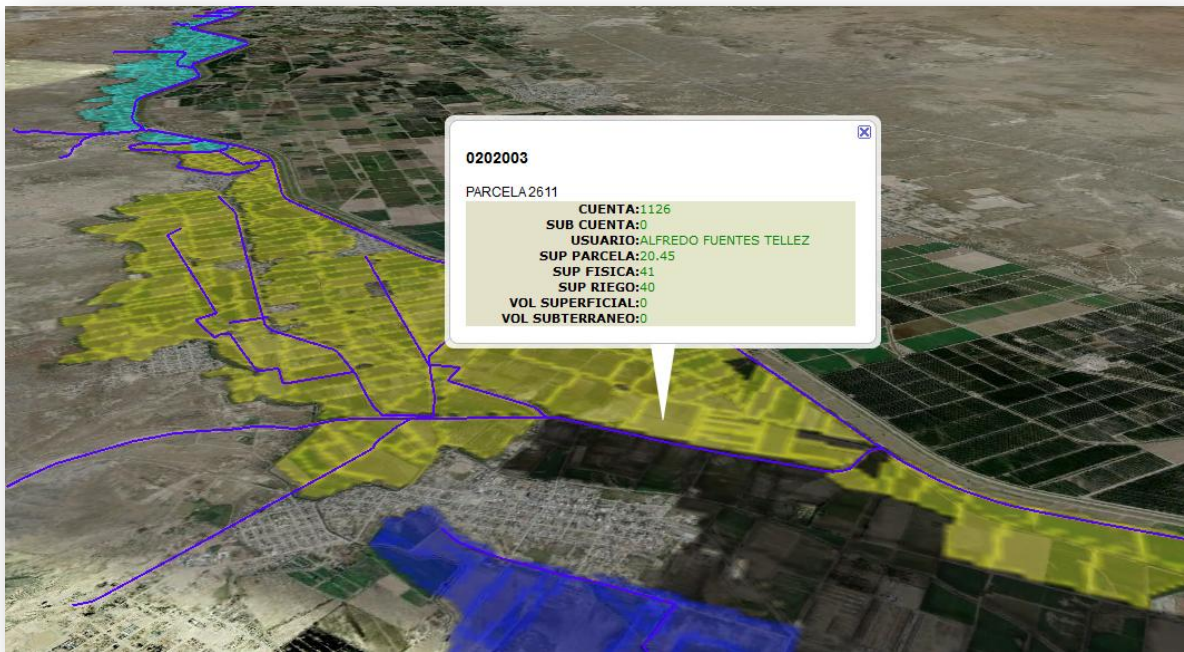 0202003
PARCELA 2611
CUENTA:1126
SUB CUENTA:0
USUARIO:ALFREDO FUENTES TELLEZ
SUP PARCELA:20.45
SUP FISICA:41
SUP RIEGO:40
VOL SUPERFICIAL:0
VOL SUBTERRANEO:0